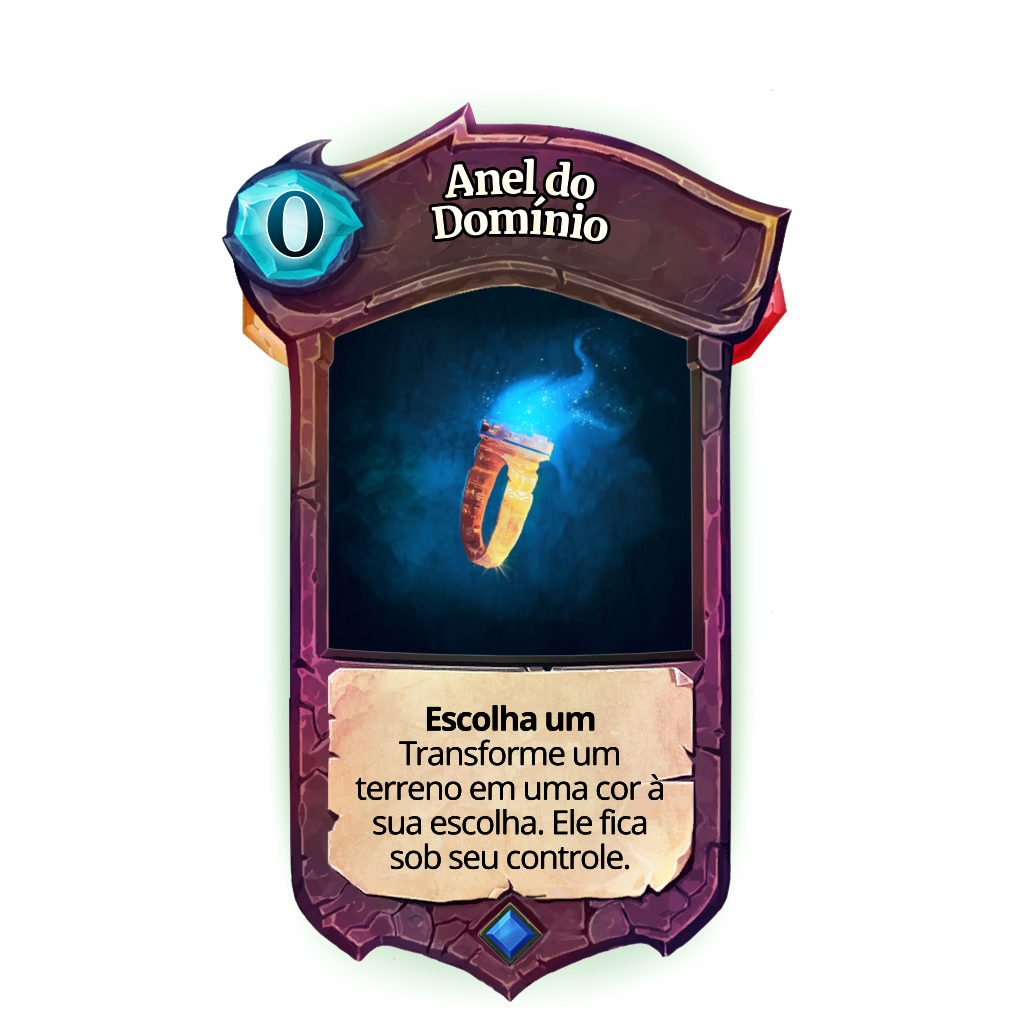 0
Anel do
Domínio
Escolha um
Transforme um
terreno em uma cor à
sua escolha. Ele fica
sob seu controle.